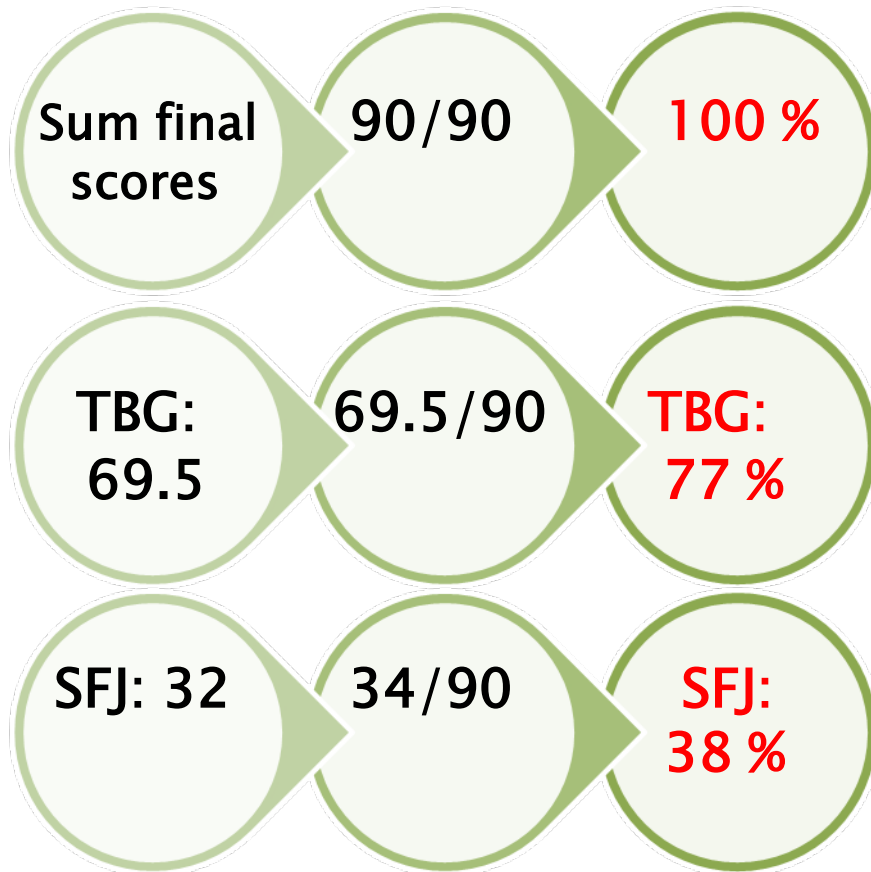 Sum final
scores
90/90
100 %
TBG:
69.5
69.5/90
TBG:
77 %
SFJ: 32
34/90
SFJ:
38 %